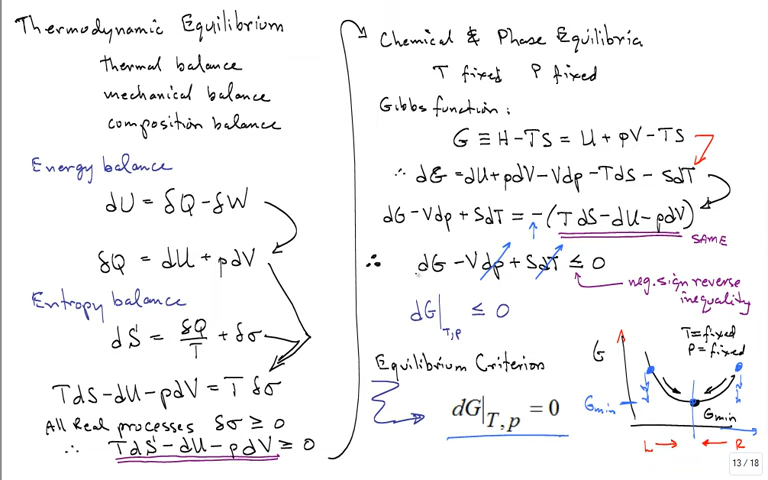 Thermodynamic Equilibrium
thermal balance
mechanical balance
composition balance
Energy balance
dU = δQ - δW
δQ = dU + pdV
Entropy balance
dS = δQ/T + δσ
TdS - dU - pdV = T δσ
All Real processes δσ ≥ 0
∴ TdS - dU - pdV ≥ 0
Chemical & Phase Equilibria
T fixed P fixed
Gibbs function:
G ≡ H - TS = U + pV - TS
∴ dG = dU + pdV - Vdp - TdS - SdT
dG - Vdp + SdT = -(TdS - dU - pdV)
SAME
∴ dG - Vdp + SdT ≤ 0
neg. sign reverse
inequality
dG|T,p ≤ 0
Equilibrium Criterion
dG|T,p = 0
T = fixed
P = fixed
G
Gmin
Gmin
L → ← R
13 / 18